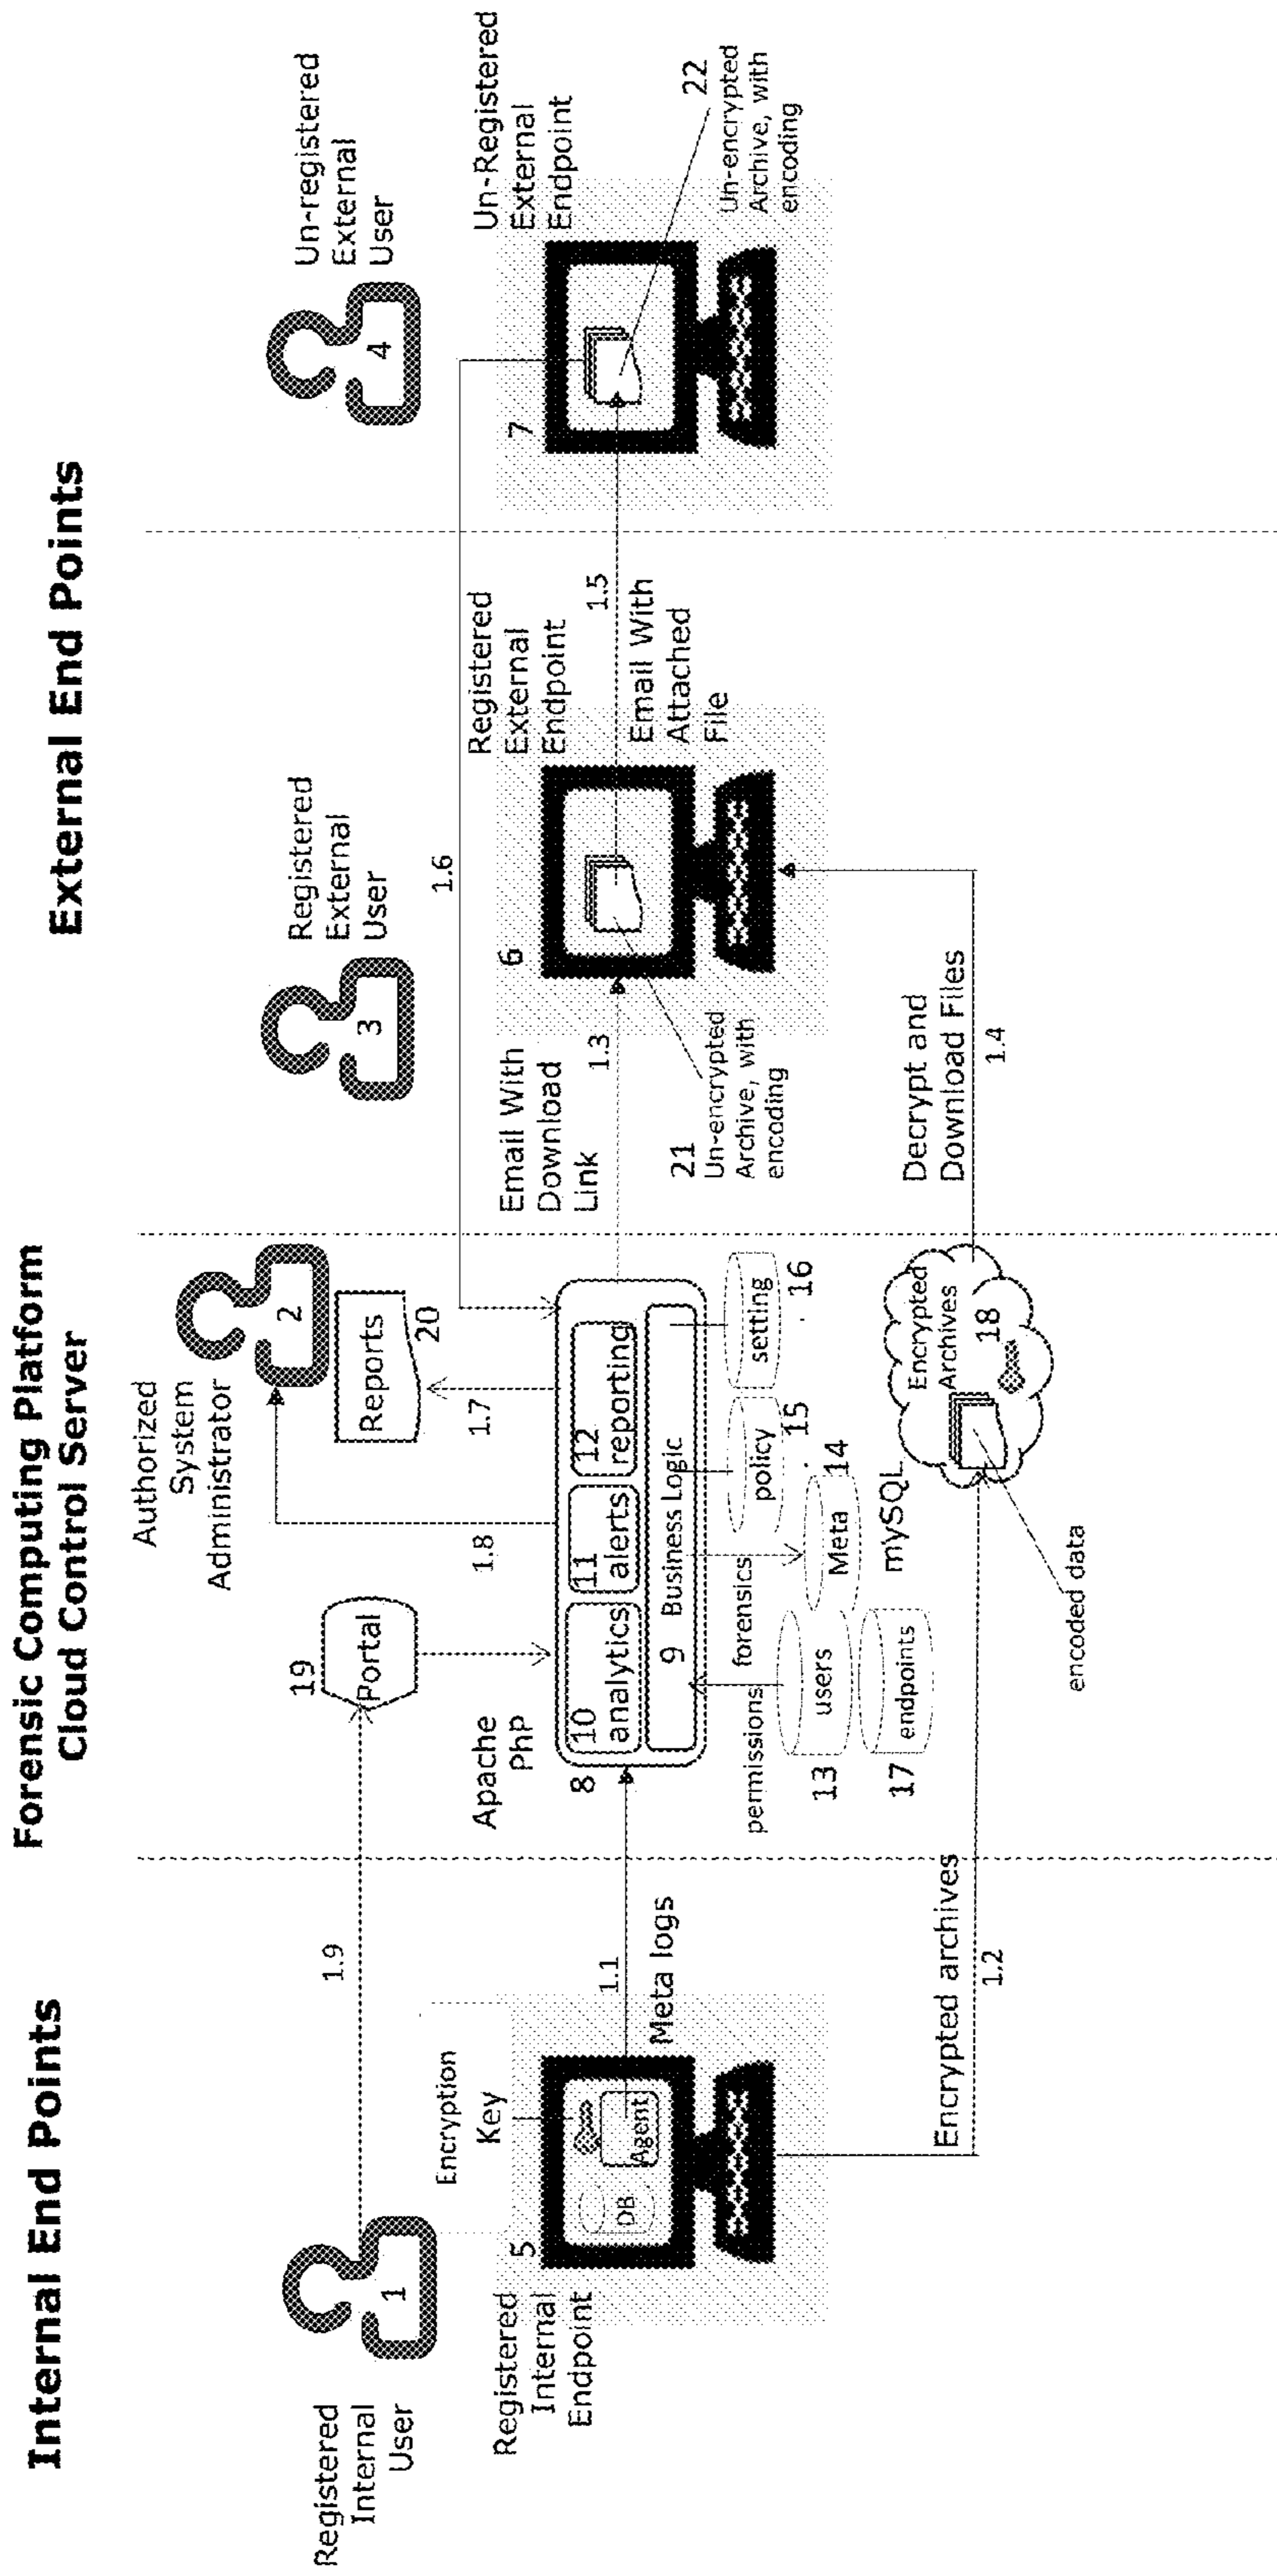 Internal End Points
Forensic Computing Platform
Cloud Control Server
External End Points
Registered
Internal
User
1
1.9
19
Portal
Authorized
System
Administrator
2
Reports
20
1.7
1.8
Registered
External
User
3
Un-registered
External
User
4
1.6
Encryption
Key
Registered
Internal
Endpoint
5
DB
Agent
1.1
Meta logs
Apache
PhP
8
10
analytics
11
alerts
12
reporting
9
Business Logic
permissions
forensics
13
users
17
endpoints
Meta
14
policy
15
setting
16
mySQL
Email With
Download
Link
1.3
6
Registered
External
Endpoint
21
Un-encrypted
Archive, with
encoding
1.5
Email With
Attached
File
7
Un-Registered
External
Endpoint
22
Un-encrypted
Archive, with
encoding
Encrypted archives
1.2
Encrypted
Archives
18
encoded data
Decrypt and
Download Files
1.4